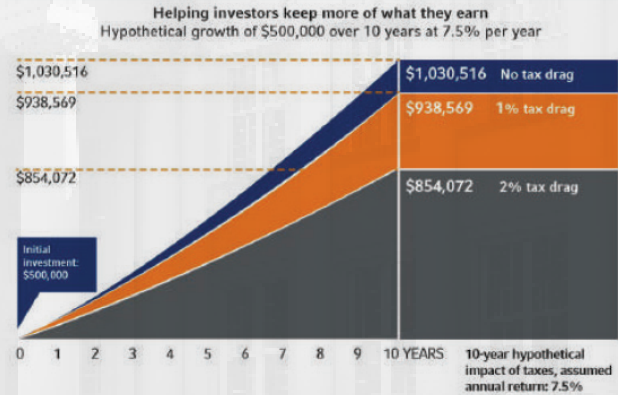 Helping investors keep more of what they earn
Hypothetical growth of $500,000 over 10 years at 7.5% per year
$1,030,516
$1,030,516 No tax drag
$938,569
$938,569 1% tax drag
$854,072
$854,072 2% tax drag
Initial
investment:
$500,000
0 1 2 3 4 5 6 7 8 9 10 YEARS
10-year hypothetical
impact of taxes, assumed
annual return: 7.5%